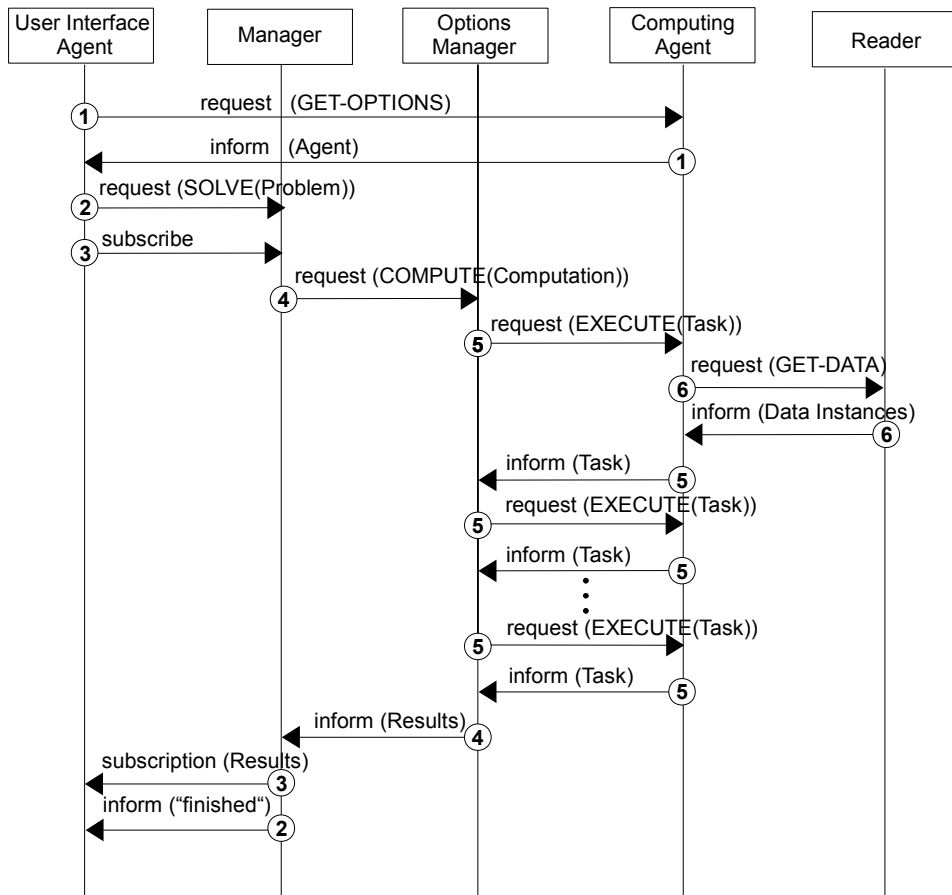 User Interface
Agent
Manager
Options
Manager
Computing
Agent
Reader
request (GET-OPTIONS)
1
inform (Agent)
1
request (SOLVE(Problem))
2
subscribe
3
request (COMPUTE(Computation))
4
request (EXECUTE(Task))
5
request (GET-DATA)
6
inform (Data Instances)
6
inform (Task)
5
request (EXECUTE(Task))
5
inform (Task)
5
request (EXECUTE(Task))
5
inform (Task)
5
inform (Results)
4
subscription (Results)
3
inform (“finished“)
2